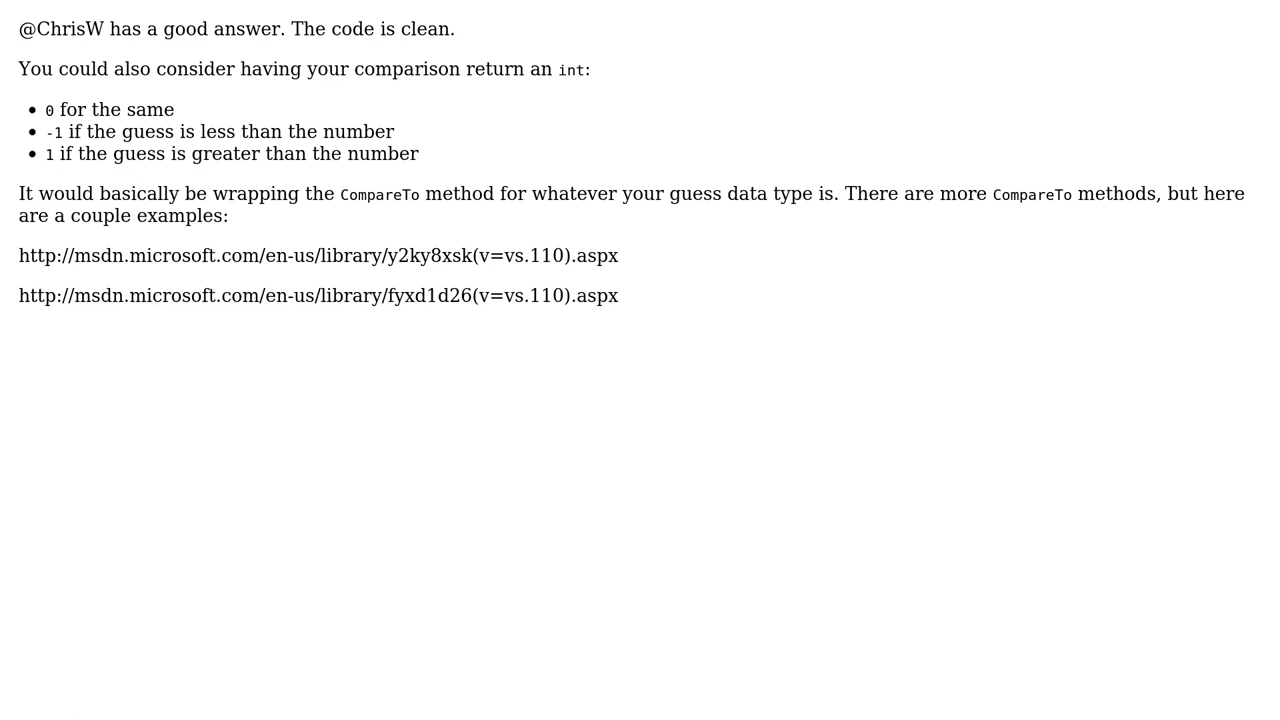 @ChrisW has a good answer. The code is clean.
You could also consider having your comparison return an int:
• 0 for the same
• -1 if the guess is less than the number
• 1 if the guess is greater than the number
It would basically be wrapping the CompareTo method for whatever your guess data type is. There are more CompareTo methods, but here
are a couple examples:
http://msdn.microsoft.com/en-us/library/y2ky8xsk(v=vs.110).aspx
http://msdn.microsoft.com/en-us/library/fyxd1d26(v=vs.110).aspx